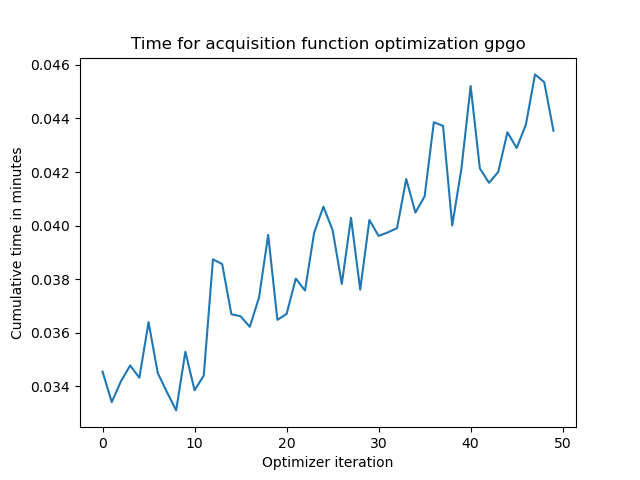 Time for acquisition function optimization gpgo
Cumulative time in minutes
0.046
0.044
0.042
0.040
0.038
0.036
0.034
0 10 20 30 40 50
Optimizer iteration